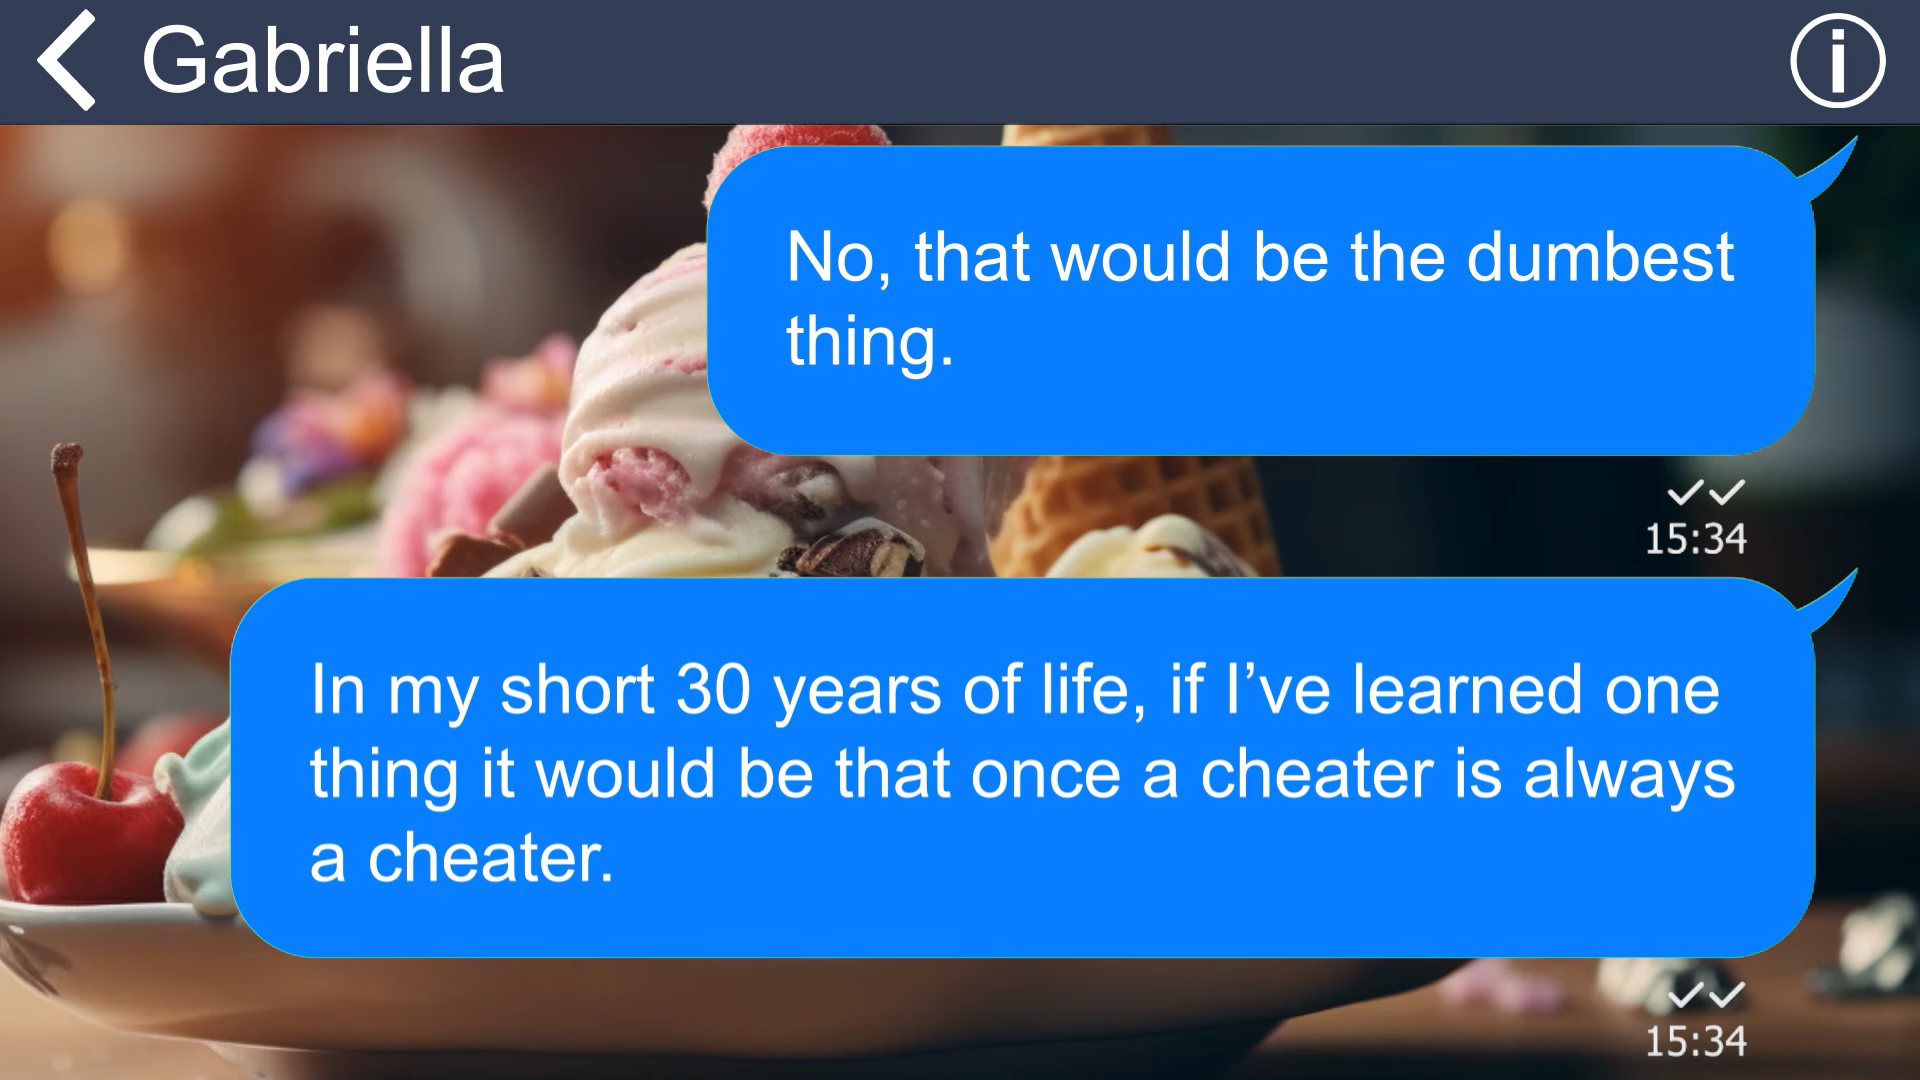 Gabriella
No, that would be the dumbest
thing.
15:34
In my short 30 years of life, if I’ve learned one
thing it would be that once a cheater is always
a cheater.
15:34